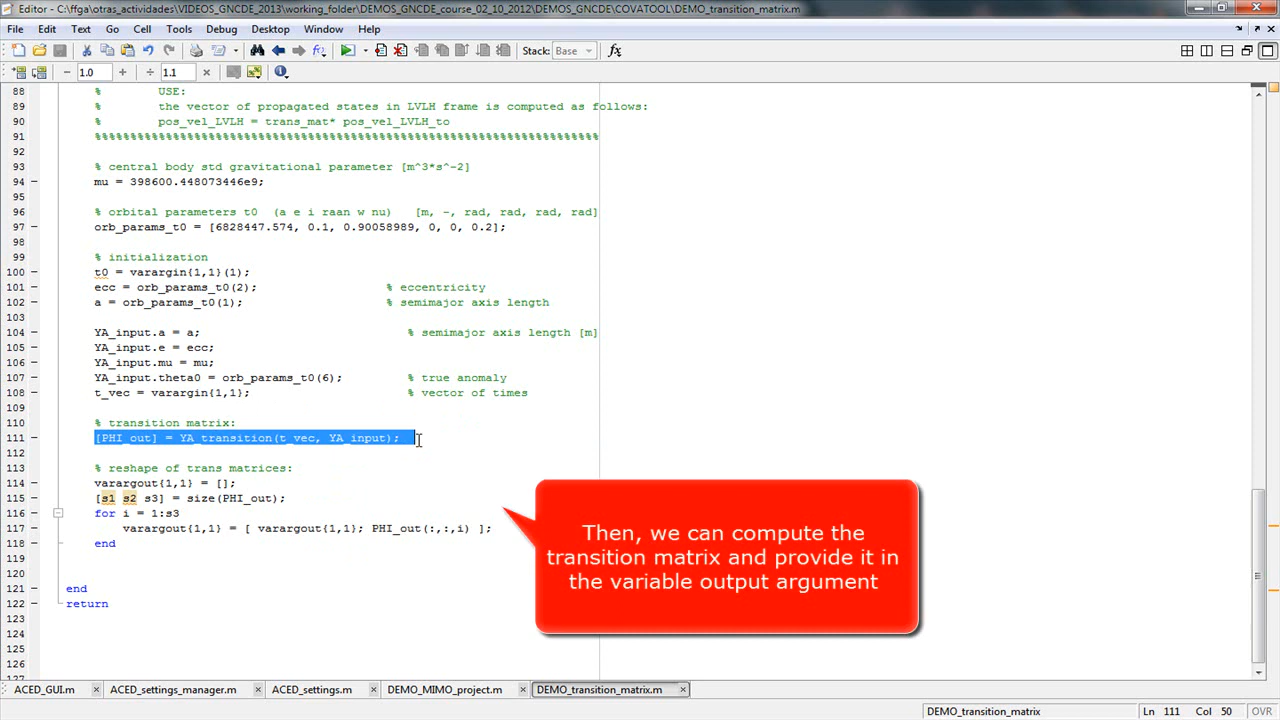 Editor - C:\ffga\otras_actividades\VIDEOS_GNCDE_2013\working_folder\DEMOS_GNCDE_course_02_10_2012\DEMOS_GNCDE\COVATOOL\DEMO_transition_matrix.m
File Edit Text Go Cell Tools Debug Desktop Window Help
Stack: Base fx
− 1.0 + ÷ 1.1 ×
88 % USE:
89 % the vector of propagated states in LVLH frame is computed as follows:
90 % pos_vel_LVLH = trans_mat* pos_vel_LVLH_to
91 %%%%%%%%%%%%%%%%%%%%%%%%%%%%%%%%%%%%%%%%%%%%%%%%%%%%%%%%%%%%%%%%%%%%%%%
92
93 % central body std gravitational parameter [m^3*s^-2]
94 − mu = 398600.448073446e9;
95
96 % orbital parameters t0 (a e i raan w nu) [m, -, rad, rad, rad, rad]
97 − orb_params_t0 = [6828447.574, 0.1, 0.90058989, 0, 0, 0.2];
98
99 % initialization
100 − t0 = varargin{1,1}(1);
101 − ecc = orb_params_t0(2); % eccentricity
102 − a = orb_params_t0(1); % semimajor axis length
103
104 − YA_input.a = a; % semimajor axis length [m]
105 − YA_input.e = ecc;
106 − YA_input.mu = mu;
107 − YA_input.theta0 = orb_params_t0(6); % true anomaly
108 − t_vec = varargin{1,1}; % vector of times
109
110 % transition matrix:
111 − [PHI_out] = YA_transition(t_vec, YA_input);
112
113 % reshape of trans matrices:
114 − varargout{1,1} = [];
115 − [s1 s2 s3] = size(PHI_out);
116 − for i = 1:s3
117 − varargout{1,1} = [ varargout{1,1}; PHI_out(:,:,i) ];
118 − end
119
120
121 − end
122 − return
123
124
125
126
127
Then, we can compute the
transition matrix and provide it in
the variable output argument
ACED_GUI.m × ACED_settings_manager.m × ACED_settings.m × DEMO_MIMO_project.m × DEMO_transition_matrix.m ×
DEMO_transition_matrix Ln 111 Col 50 OVR